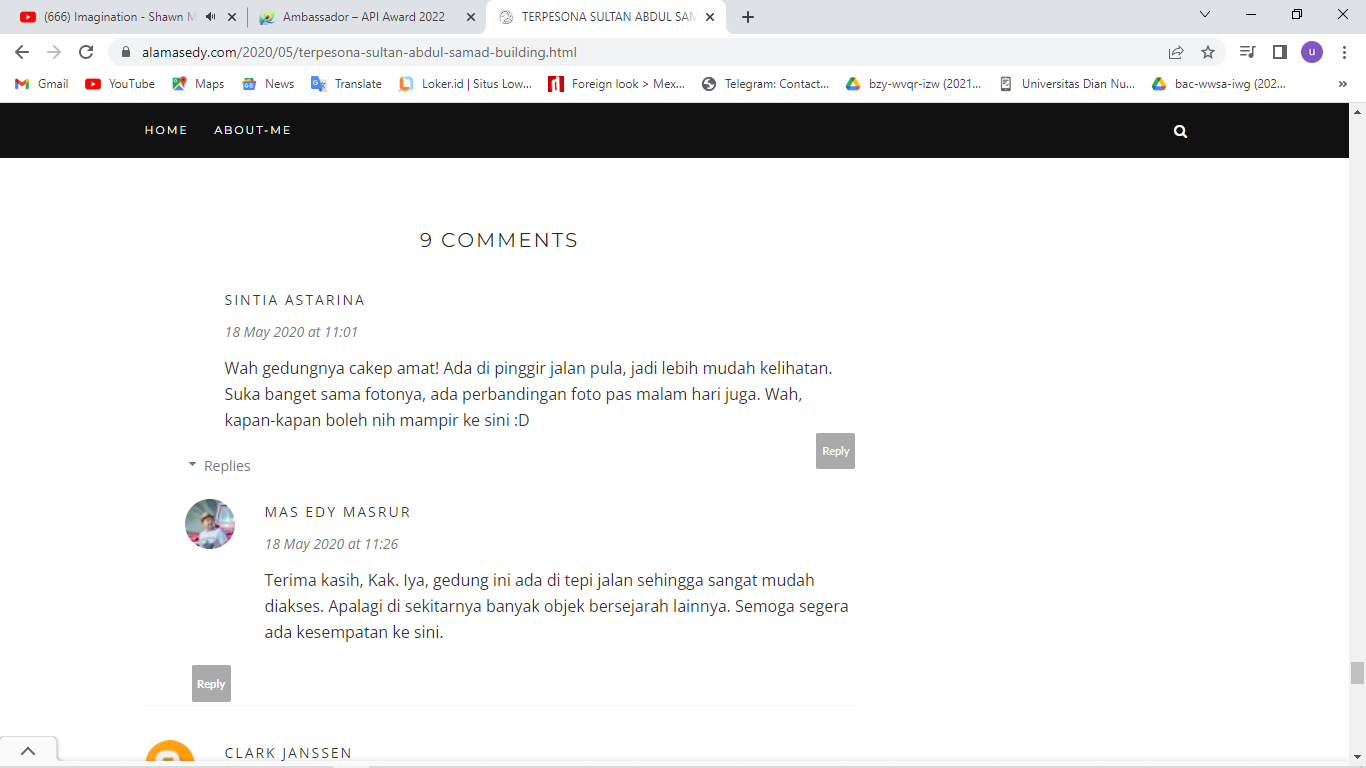 (666) Imagination - Shawn M
Ambassador – API Award 2022
TERPESONA SULTAN ABDUL SAM
alamasedy.com/2020/05/terpesona-sultan-abdul-samad-building.html
u
Gmail
YouTube
Maps
News
Translate
Loker.id | Situs Low...
Foreign look > Mex...
Telegram: Contact...
bzy-wvqr-izw (2021...
Universitas Dian Nu...
bac-wwsa-iwg (202...
»
HOME
ABOUT-ME
9 COMMENTS
SINTIA ASTARINA
18 May 2020 at 11:01
Wah gedungnya cakep amat! Ada di pinggir jalan pula, jadi lebih mudah kelihatan.
Suka banget sama fotonya, ada perbandingan foto pas malam hari juga. Wah,
kapan-kapan boleh nih mampir ke sini :D
Reply
Replies
MAS EDY MASRUR
18 May 2020 at 11:26
Terima kasih, Kak. Iya, gedung ini ada di tepi jalan sehingga sangat mudah
diakses. Apalagi di sekitarnya banyak objek bersejarah lainnya. Semoga segera
ada kesempatan ke sini.
Reply
CLARK JANSSEN